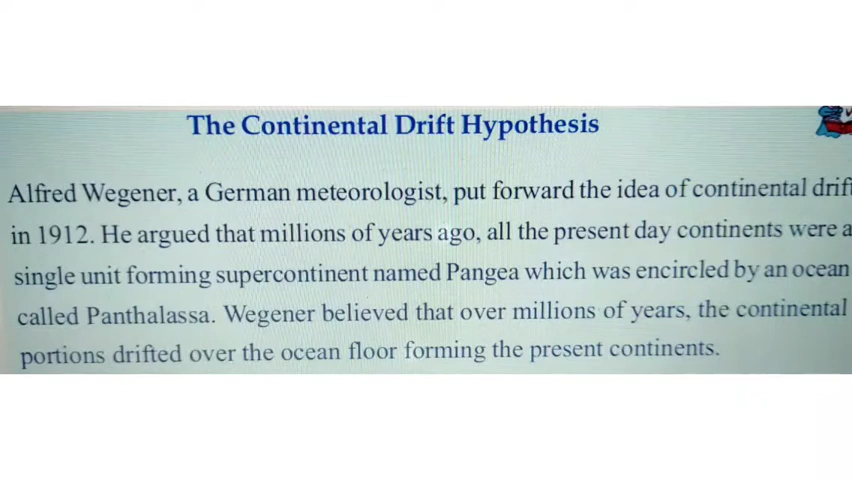 The Continental Drift Hypothesis
Alfred Wegener, a German meteorologist, put forward the idea of continental drift
in 1912. He argued that millions of years ago, all the present day continents were a
single unit forming supercontinent named Pangea which was encircled by an ocean
called Panthalassa. Wegener believed that over millions of years, the continental
portions drifted over the ocean floor forming the present continents.